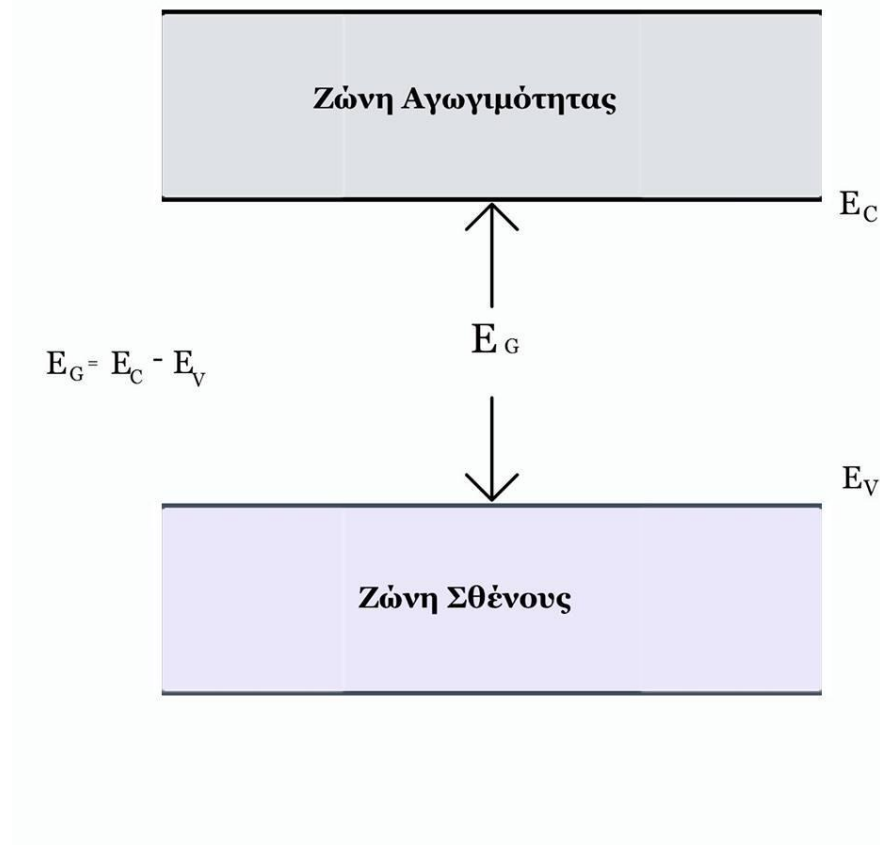 Ζώνη Αγωγιμότητας
E_C
E_G
E_G = E_C - E_V
E_V
Ζώνη Σθένους